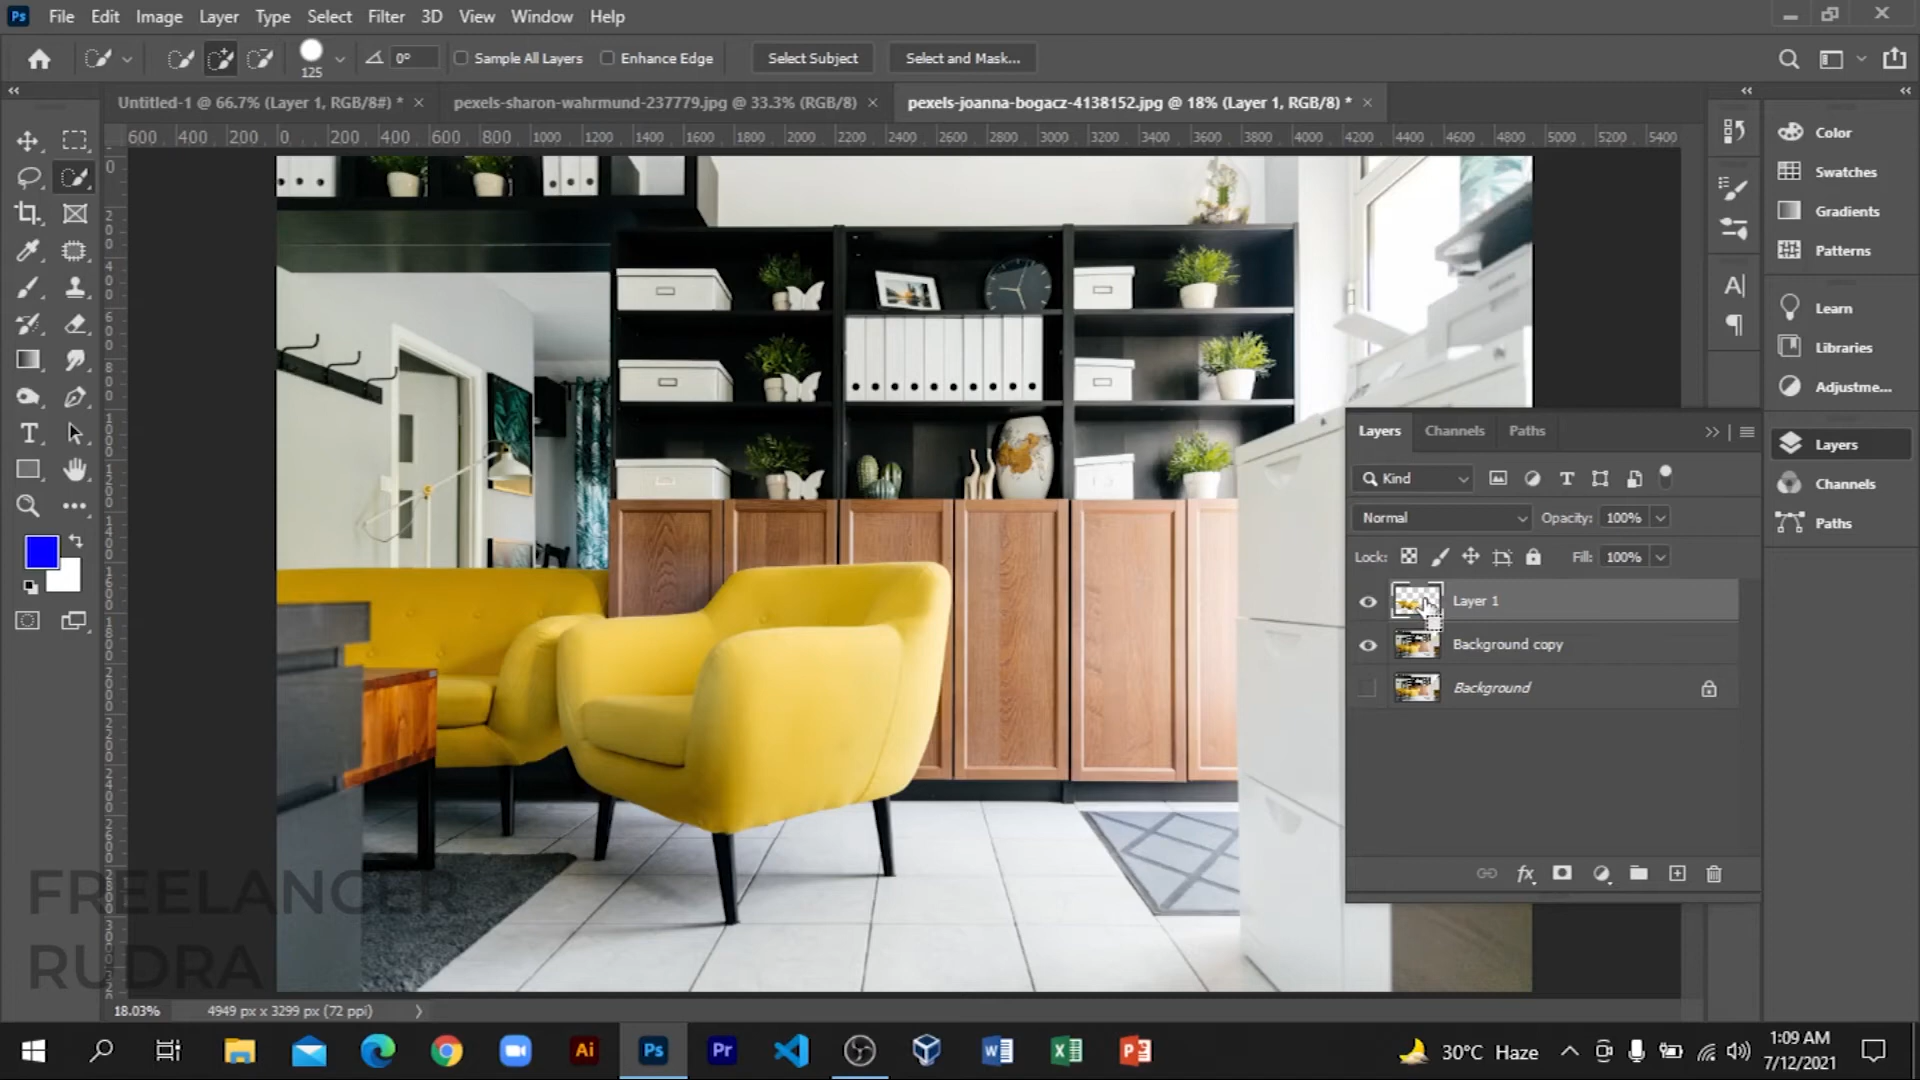 Ps File Edit Image Layer Type Select Filter 3D View Window Help
125 0° Sample All Layers Enhance Edge Select Subject Select and Mask...
Untitled-1 @ 66.7% (Layer 1, RGB/8#) * × pexels-sharon-wahrmund-237779.jpg @ 33.3% (RGB/8) × pexels-joanna-bogacz-4138152.jpg @ 18% (Layer 1, RGB/8) * ×
600 400 200 0 200 400 600 800 1000 1200 1400 1600 1800 2000 2200 2400 2600 2800 3000 3200 3400 3600 3800 4000 4200 4400 4600 4800 5000 5200 5400
Color
Swatches
Gradients
Patterns
Learn
Libraries
Adjustme...
Layers
Channels
Paths
Layers Channels Paths
Kind
Normal Opacity: 100%
Lock: Fill: 100%
Layer 1
Background copy
Background
fx
FREELANCER
RUDRA
18.03% 4949 px x 3299 px (72 ppi)
Ai Ps Pr
30°C Haze
1:09 AM
7/12/2021